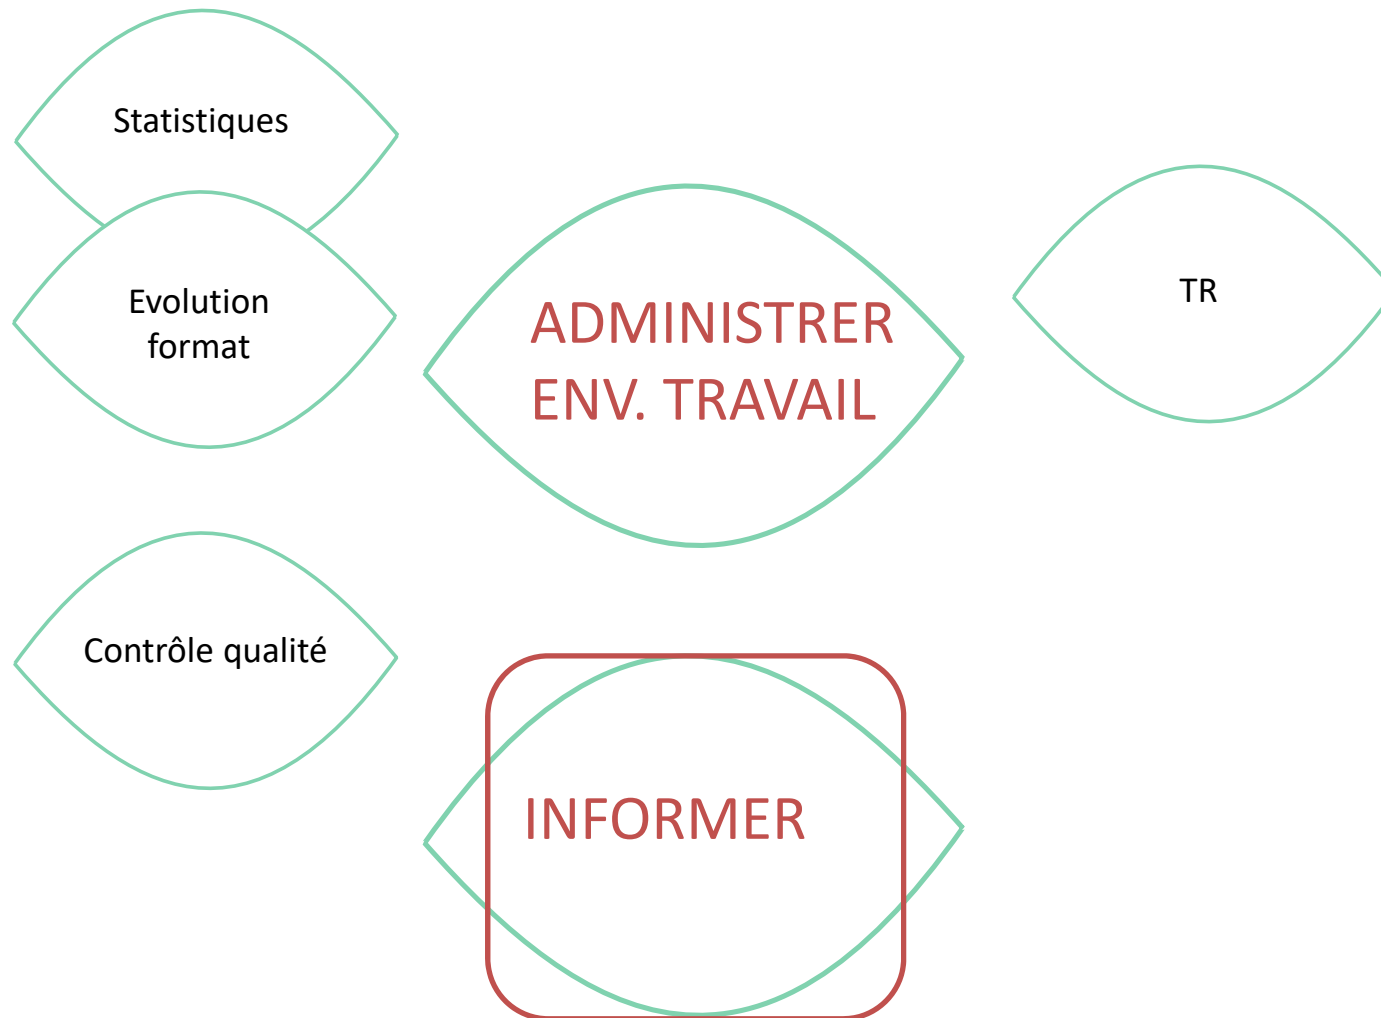 Statistiques
Evolution
format
ADMINISTRER
ENV. TRAVAIL
TR
Contrôle qualité
INFORMER